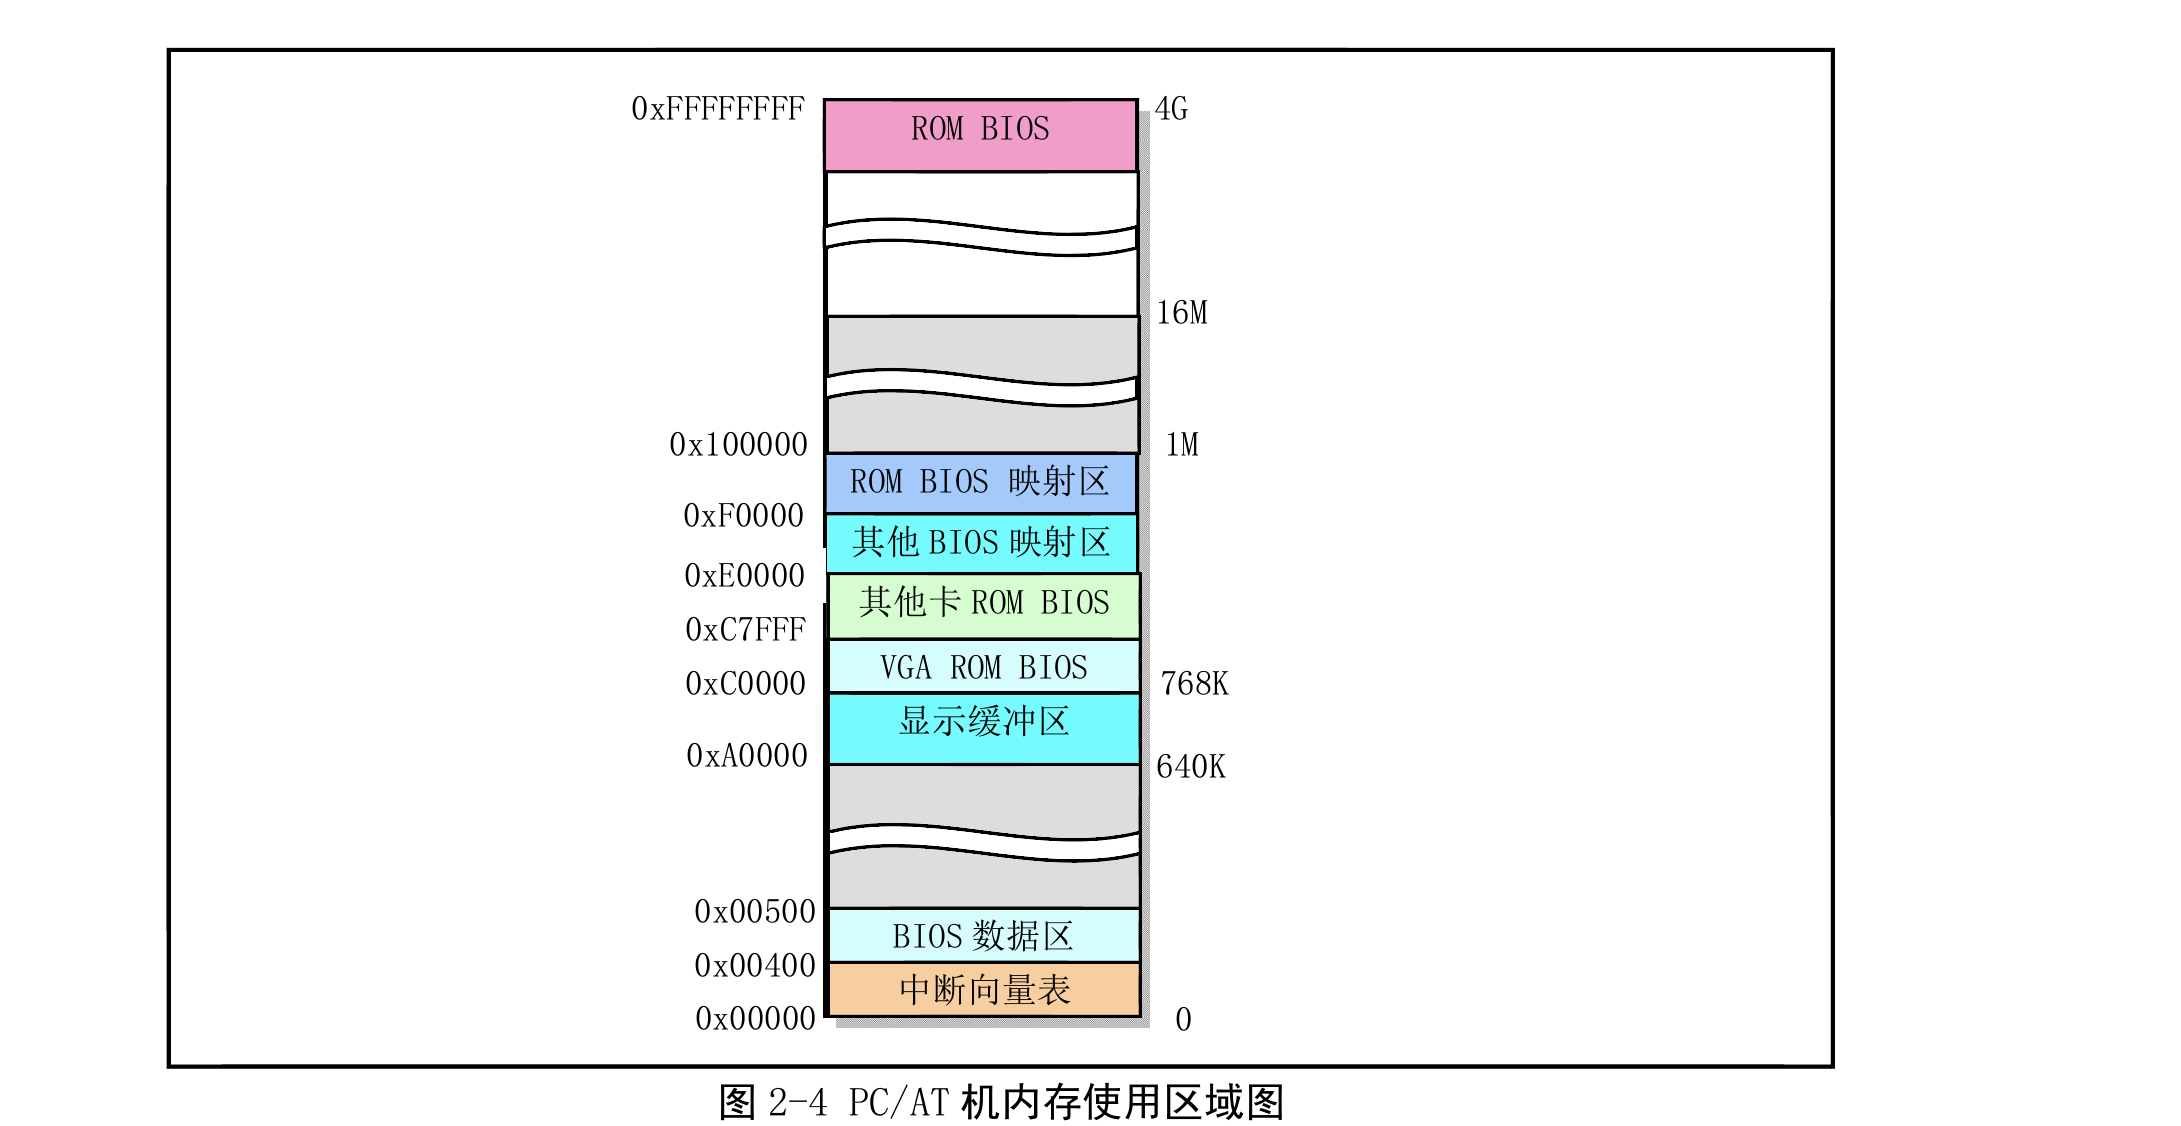 0xFFFFFFFF ROM BIOS 4G
16M
0x100000 1M
ROM BIOS 映射区
0xF0000
其他 BIOS 映射区
0xE0000
其他卡 ROM BIOS
0xC7FFF
VGA ROM BIOS
0xC0000 768K
显示缓冲区
0xA0000 640K
0x00500
BIOS 数据区
0x00400
中断向量表
0x00000 0
图 2-4 PC/AT 机内存使用区域图